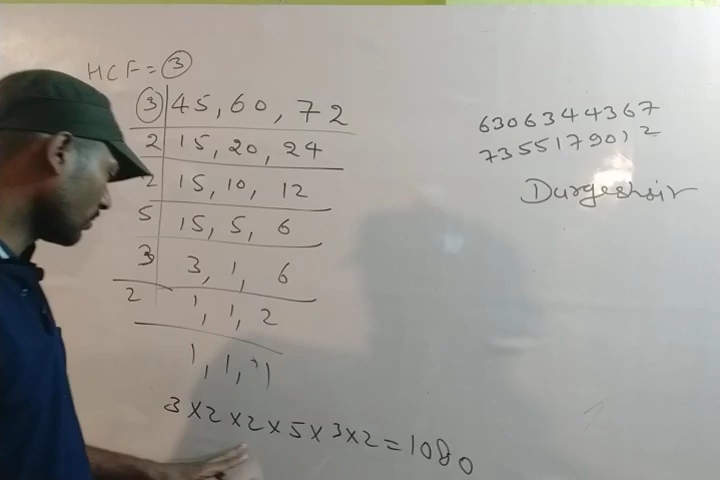 HCF = 3
3 45, 60, 72
2 15, 20, 24
2 15, 10, 12
5 15, 5, 6
3 3, 1, 6
2 1, 1, 2
1, 1, 1
3 x 2 x 2 x 5 x 3 x 2 = 1080
6306344367
7355179012
Durgeshsir